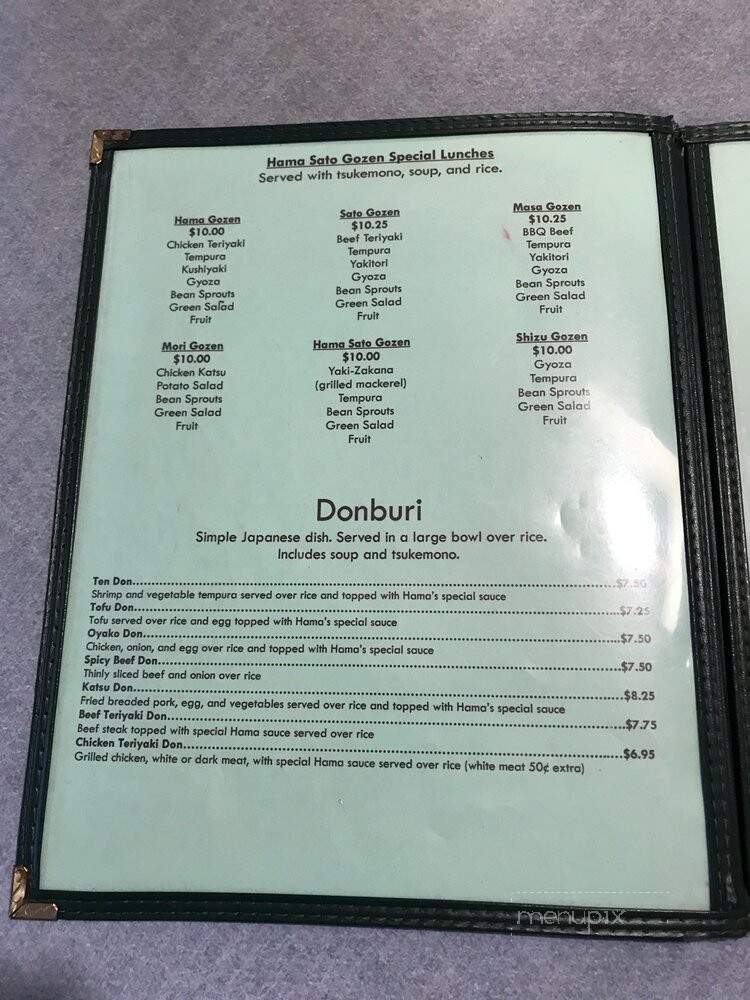 Hama Sato Gozen Special Lunches
Served with tsukemono, soup, and rice.
Hama Gozen
$10.00
Chicken Teriyaki
Tempura
Kushiyaki
Gyoza
Bean Sprouts
Green Salad
Fruit
Sato Gozen
$10.25
Beef Teriyaki
Tempura
Yakitori
Gyoza
Bean Sprouts
Green Salad
Fruit
Masa Gozen
$10.25
BBQ Beef
Tempura
Yakitori
Gyoza
Bean Sprouts
Green Salad
Fruit
Mori Gozen
$10.00
Chicken Katsu
Potato Salad
Bean Sprouts
Green Salad
Fruit
Hama Sato Gozen
$10.00
Yaki-Zakana
(grilled mackerel)
Tempura
Bean Sprouts
Green Salad
Fruit
Shizu Gozen
$10.00
Gyoza
Tempura
Bean Sprouts
Green Salad
Fruit
Donburi
Simple Japanese dish. Served in a large bowl over rice.
Includes soup and tsukemono.
Ten Don $7.50
Shrimp and vegetable tempura served over rice and topped with Hama's special sauce
Tofu Don $7.25
Tofu served over rice and egg topped with Hama's special sauce
Oyako Don $7.50
Chicken, onion, and egg over rice and topped with Hama's special sauce
Spicy Beef Don $7.50
Thinly sliced beef and onion over rice
Katsu Don $8.25
Fried breaded pork, egg, and vegetables served over rice and topped with Hama's special sauce
Beef Teriyaki Don $7.75
Beef steak topped with special Hama sauce served over rice
Chicken Teriyaki Don $6.95
Grilled chicken, white or dark meat, with special Hama sauce served over rice (white meat 50¢ extra)
menupix